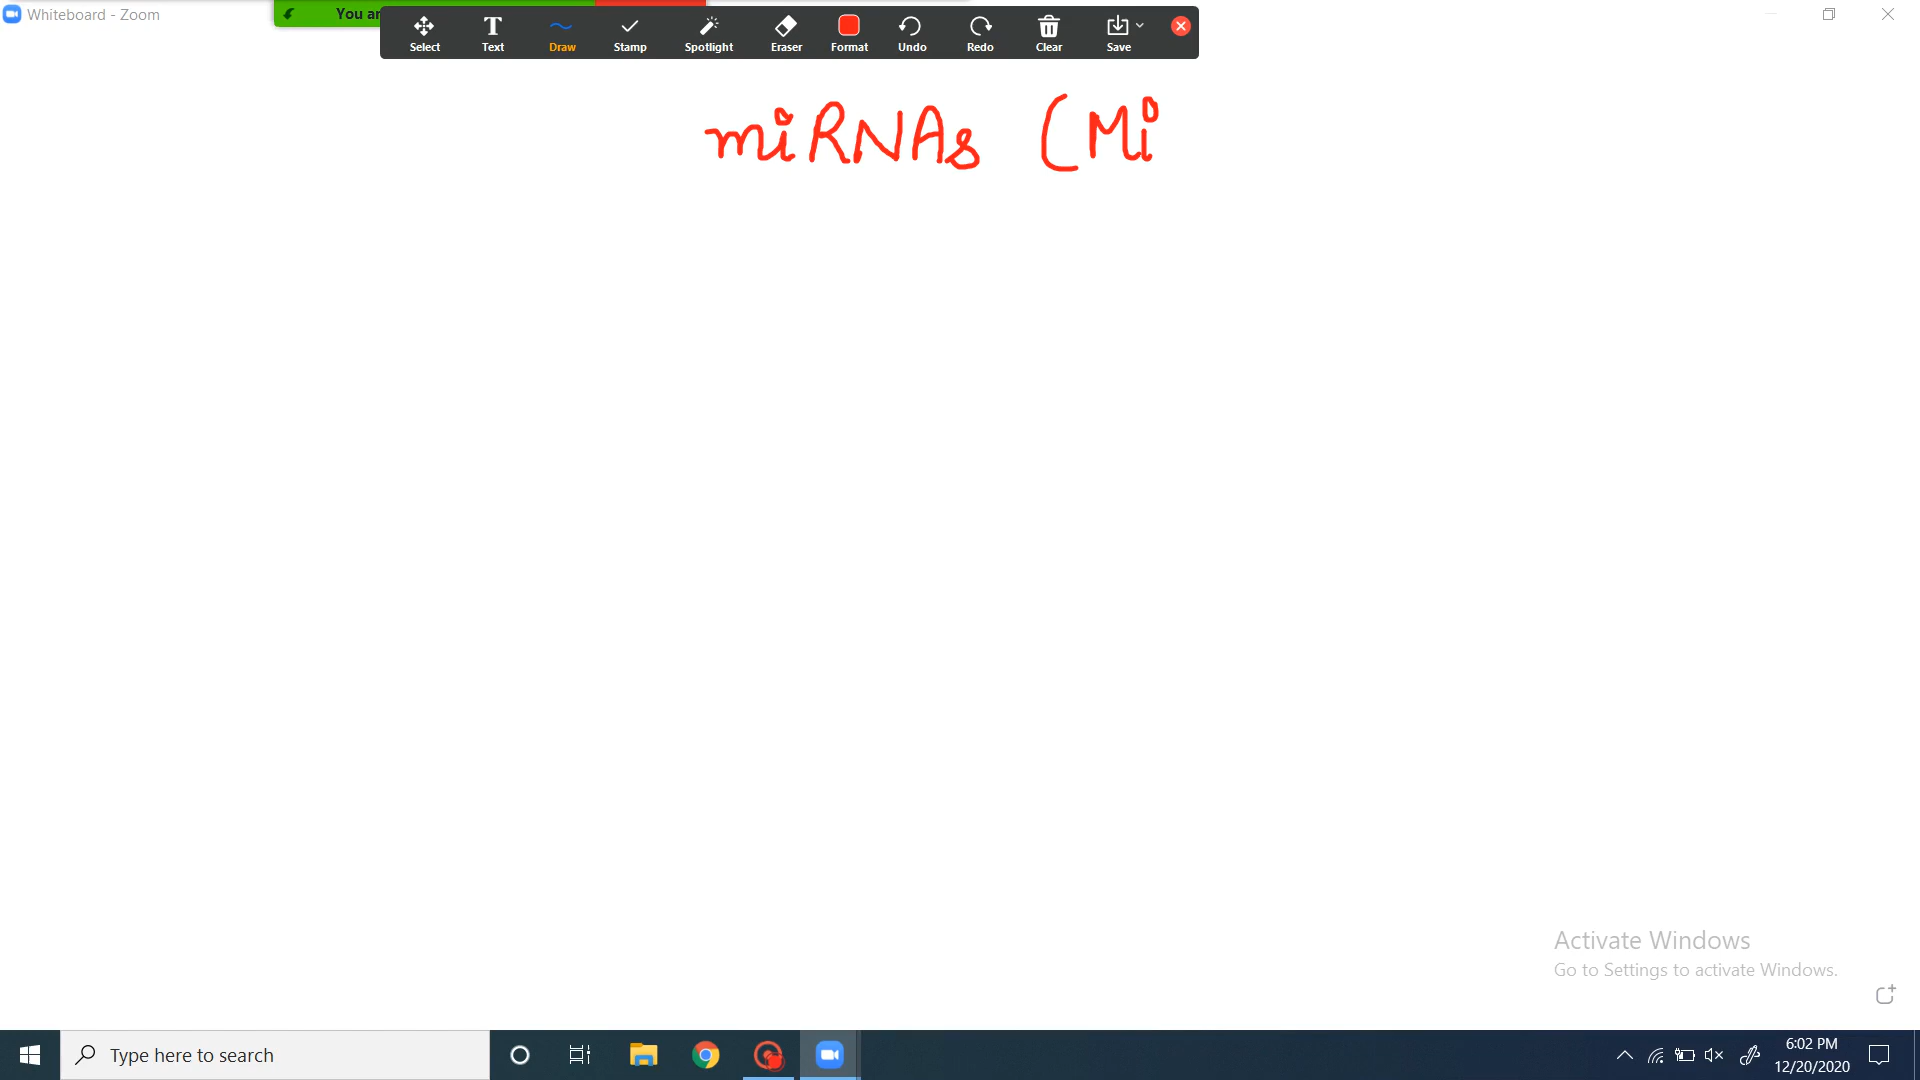 Whiteboard - Zoom
You ar
Select Text Draw Stamp Spotlight Eraser Format Undo Redo Clear Save
miRNAs (Mi
Activate Windows
Go to Settings to activate Windows.
Type here to search
6:02 PM
12/20/2020